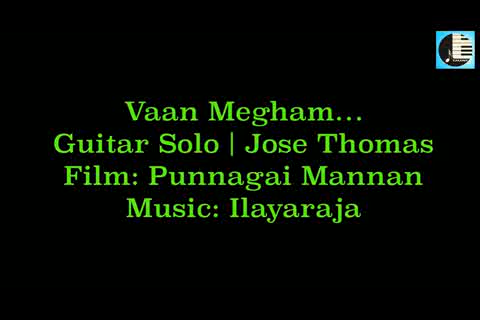 Vaan Megham...
Guitar Solo | Jose Thomas
Film: Punnagai Mannan
Music: Ilayaraja